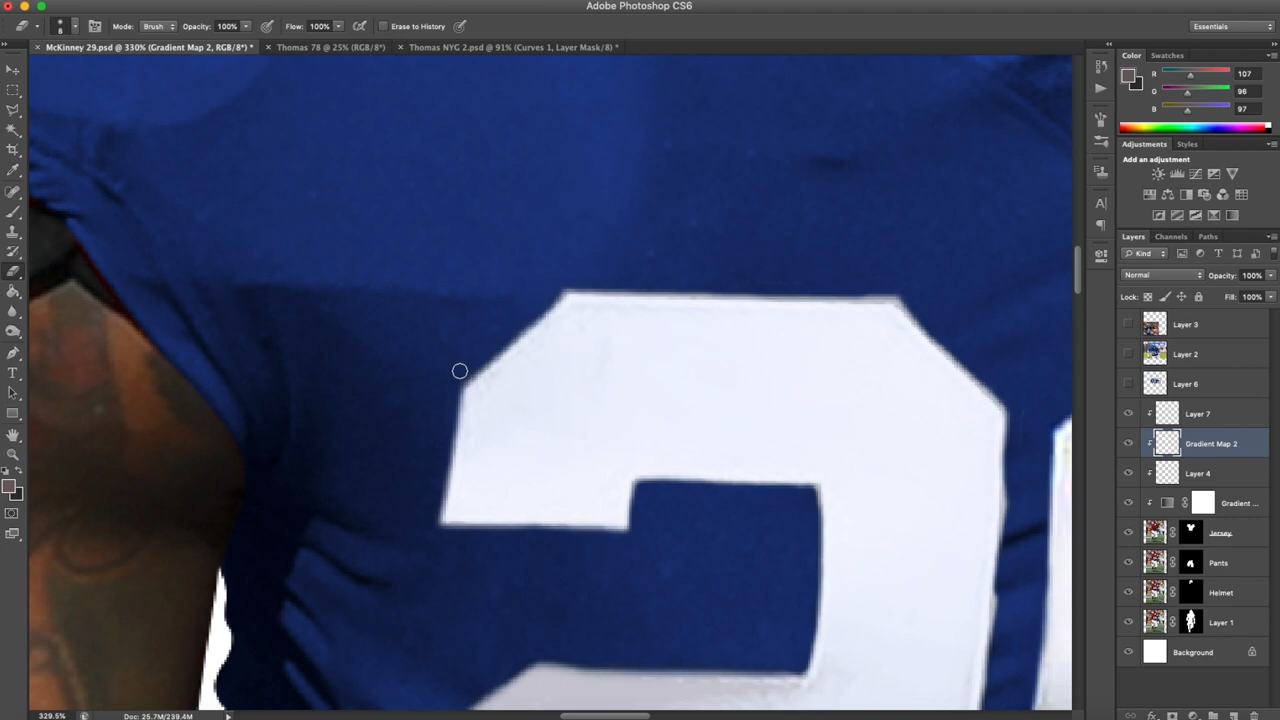 Adobe Photoshop CS6
8
Mode: Brush
Opacity: 100%
Flow: 100%
Erase to History
Essentials
× McKinney 29.psd @ 330% (Gradient Map 2, RGB/8*) *
× Thomas 78 @ 25% (RGB/8*)
× Thomas NYG 2.psd @ 91% (Curves 1, Layer Mask/8) *
Color
Swatches
R
107
G
96
B
97
Adjustments
Styles
Add an adjustment
Layers
Channels
Paths
Kind
Normal
Opacity: 100%
Lock:
Fill: 100%
Layer 3
Layer 2
Layer 6
Layer 7
Gradient Map 2
Layer 4
Gradient ...
Jersey
Pants
Helmet
Layer 1
Background
329.5%
Doc: 25.7M/239.4M